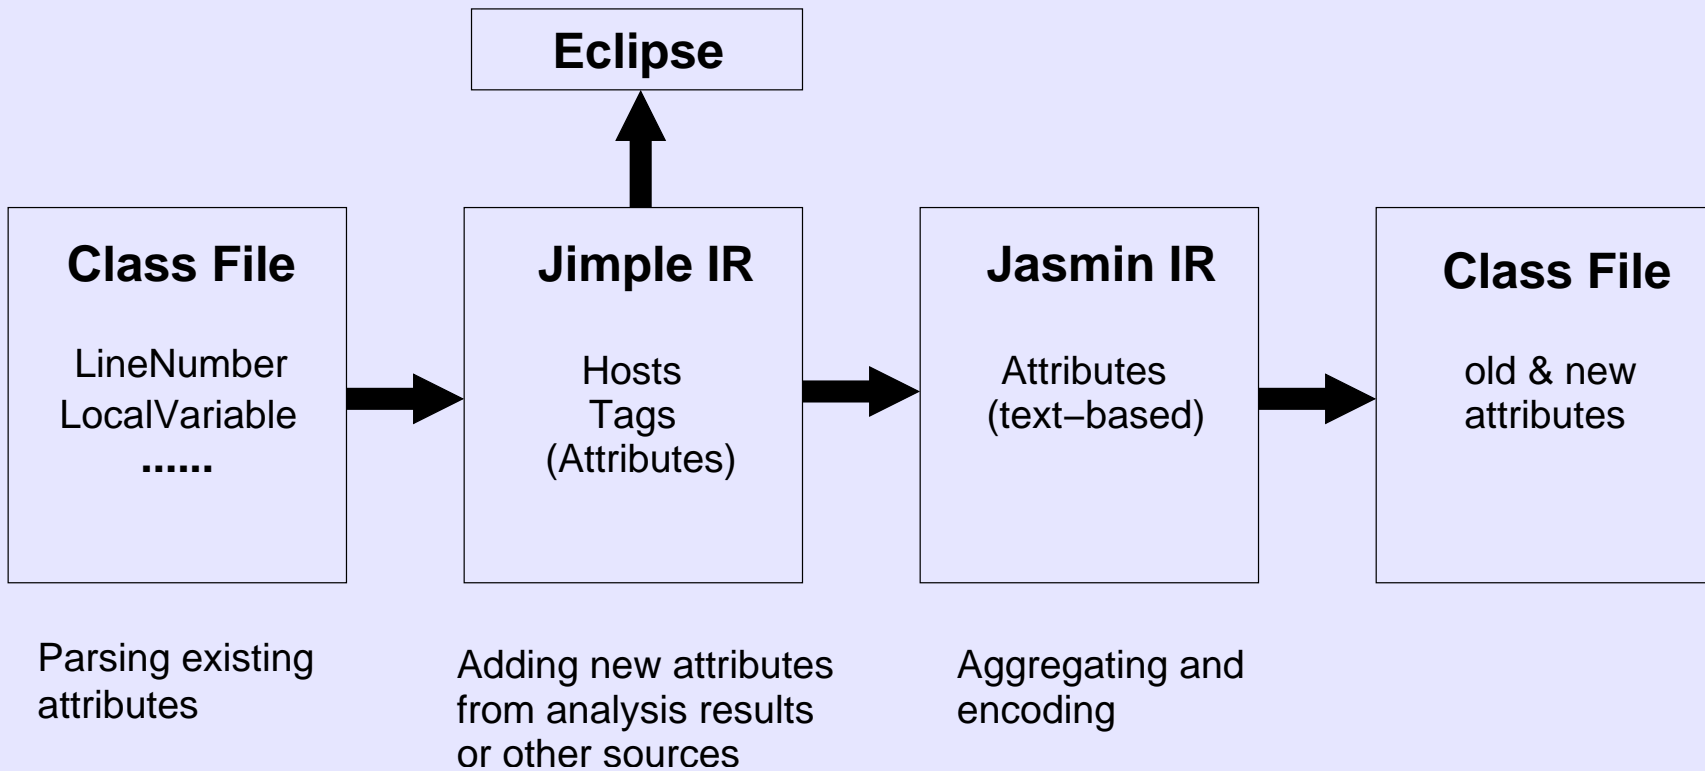 Eclipse
Class File
LineNumber
LocalVariable
......
Jimple IR
Hosts
Tags
(Attributes)
Jasmin IR
Attributes
(text−based)
Class File
old & new
attributes
Parsing existing
attributes
Adding new attributes
from analysis results
or other sources
Aggregating and
encoding